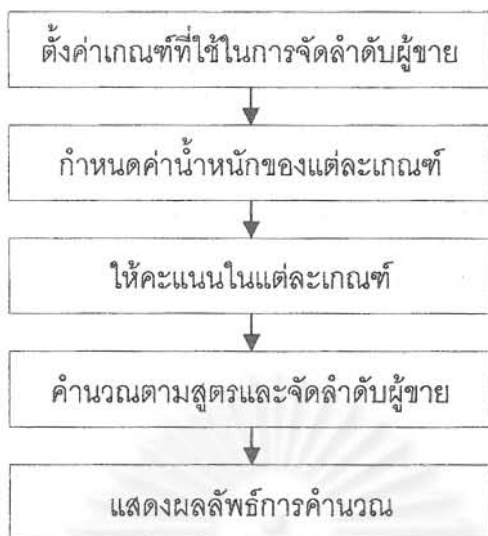 ตั้งค่าเกณฑ์ที่ใช้ในการจัดลำดับผู้ขาย
กำหนดค่าน้ำหนักของแต่ละเกณฑ์
ให้คะแนนในแต่ละเกณฑ์
คำนวณตามสูตรและจัดลำดับผู้ขาย
แสดงผลลัพธ์การคำนวณ